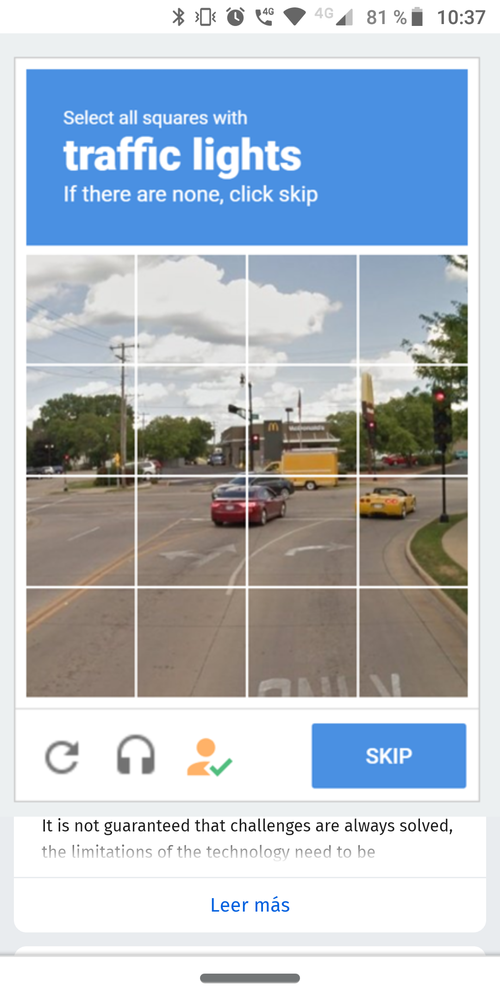 4G
4G
81 %
10:37
Select all squares with
traffic lights
If there are none, click skip
McDonald's
ONLY
SKIP
It is not guaranteed that challenges are always solved,
the limitations of the technology need to be
Leer más